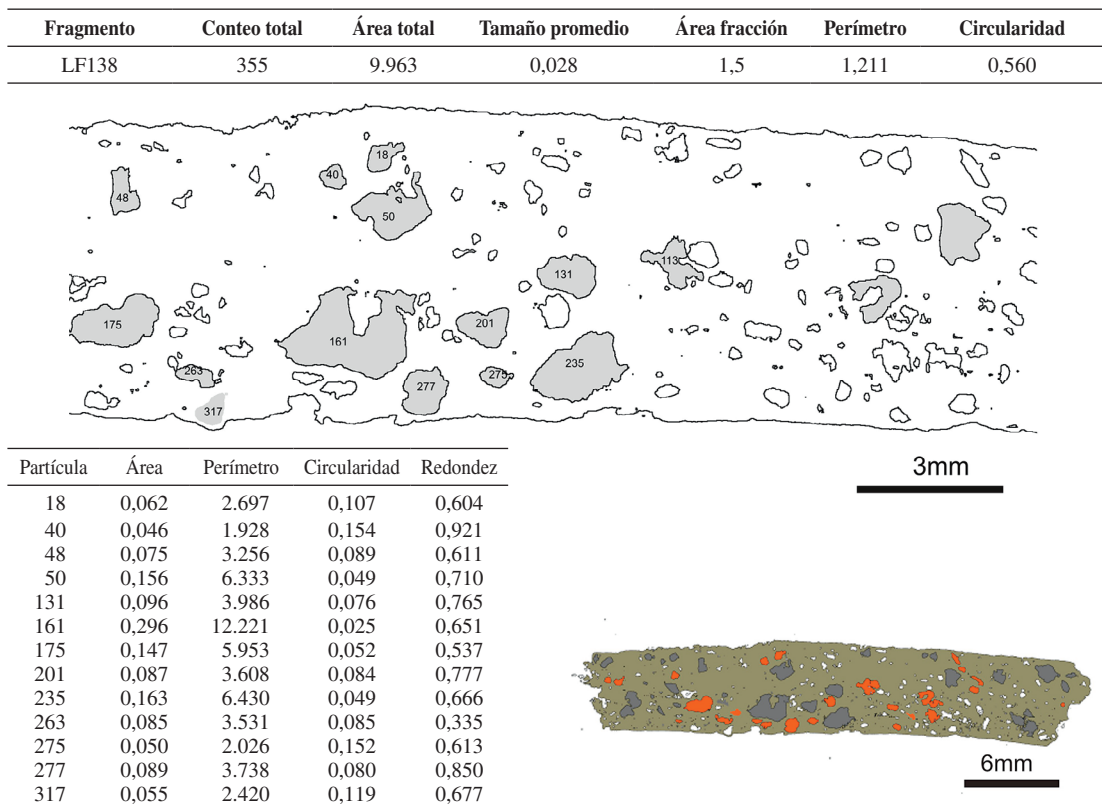 Fragmento Conteo total Área total Tamaño promedio Área fracción Perímetro Circularidad
LF138 355 9.963 0,028 1,5 1,211 0,560
18
40
48
50
113
131
175
161
201
235
263
275
277
317
3mm
Partícula Área Perímetro Circularidad Redondez
18 0,062 2.697 0,107 0,604
40 0,046 1.928 0,154 0,921
48 0,075 3.256 0,089 0,611
50 0,156 6.333 0,049 0,710
131 0,096 3.986 0,076 0,765
161 0,296 12.221 0,025 0,651
175 0,147 5.953 0,052 0,537
201 0,087 3.608 0,084 0,777
235 0,163 6.430 0,049 0,666
263 0,085 3.531 0,085 0,335
275 0,050 2.026 0,152 0,613
277 0,089 3.738 0,080 0,850
317 0,055 2.420 0,119 0,677
6mm